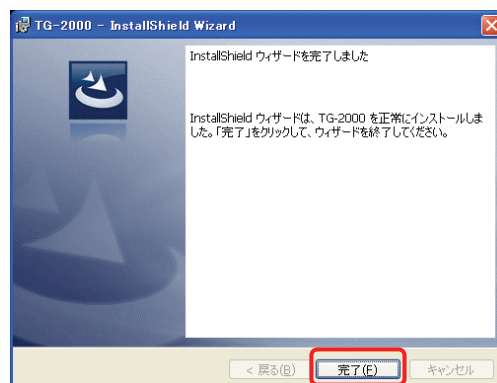 TG-2000 - InstallShield Wizard
InstallShield ウィザードを完了しました
InstallShield ウィザードは、TG-2000 を正常にインストールしま
した。「完了」をクリックして、ウィザードを終了してください。
< 戻る(B)
完了(F)
キャンセル